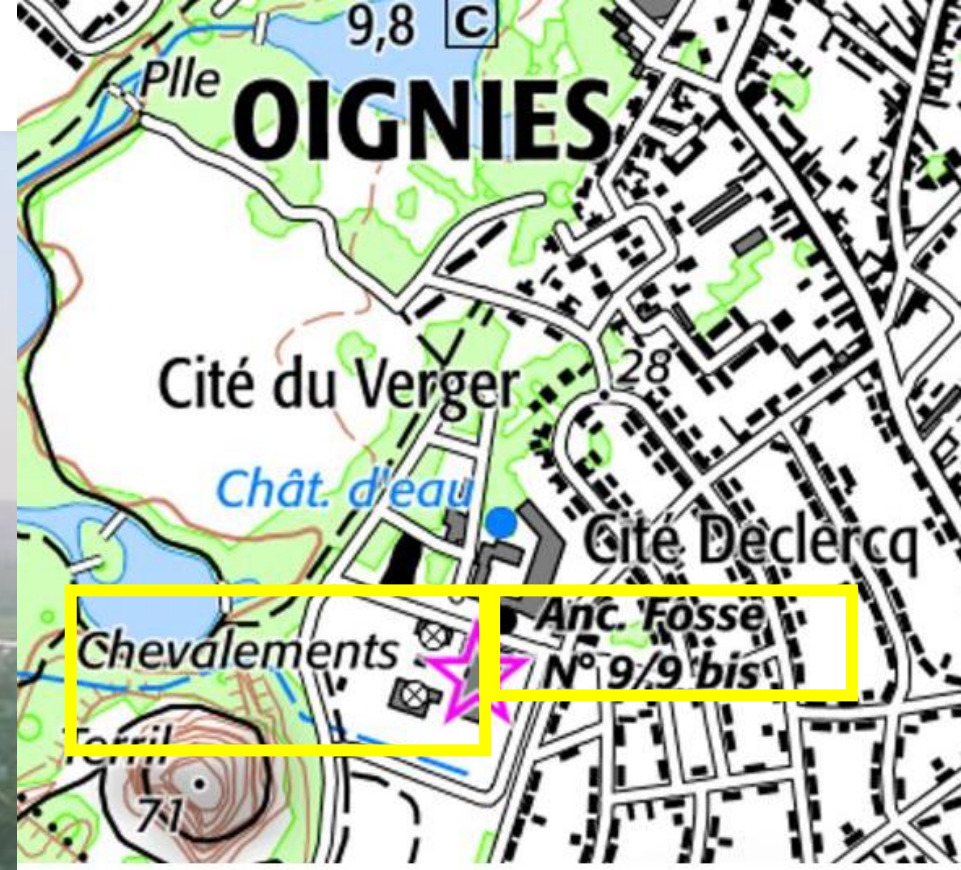 9,8 C
Plle
OIGNIES
28
Cité du Verger
Chât. d'eau
Cité Declercq
Anc. Fosse
Chevalements
N° 9/9 bis
Terril
71